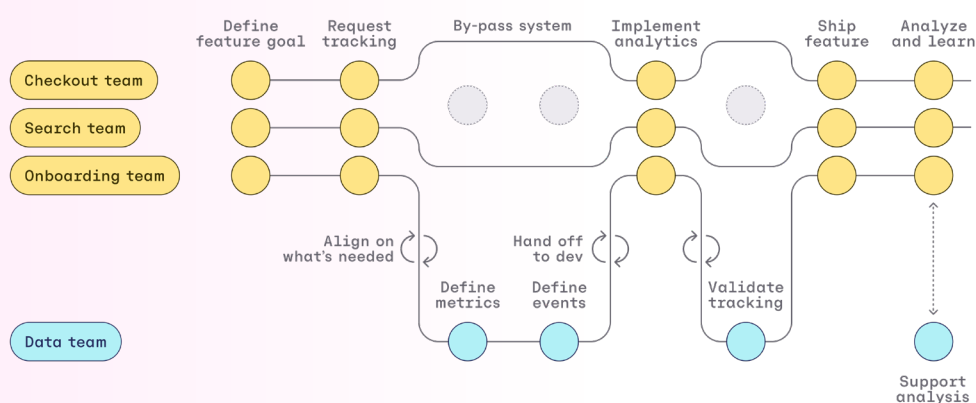 Define
feature goal
Request
tracking
By-pass system
Implement
analytics
Ship
feature
Analyze
and learn
Checkout team
Search team
Onboarding team
Align on
what's needed
Hand off
to dev
Define
metrics
Define
events
Validate
tracking
Data team
Support
analysis